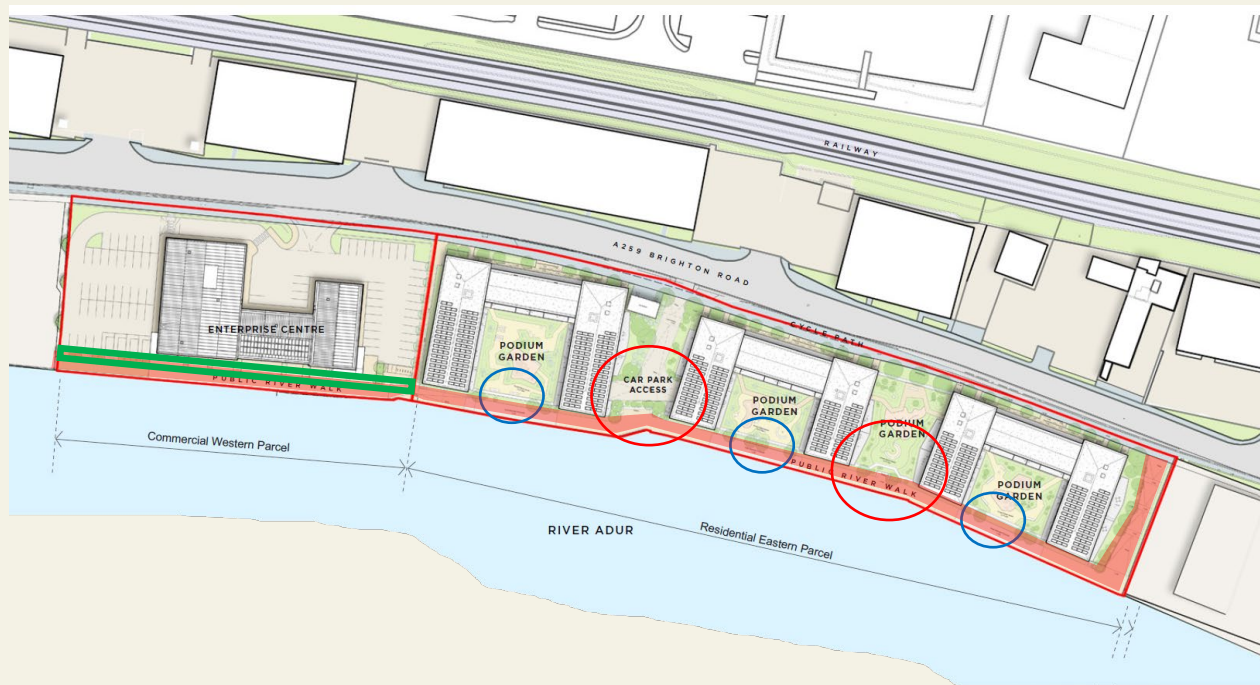 RAILWAY
A259 BRIGHTON ROAD
CYCLE PATH
ENTERPRISE CENTRE
PUBLIC RIVER WALK
PODIUM
GARDEN
CAR PARK
ACCESS
PODIUM
GARDEN
PODIUM
GARDEN
PODIUM
GARDEN
PUBLIC RIVER WALK
Commercial Western Parcel
RIVER ADUR
Residential Eastern Parcel